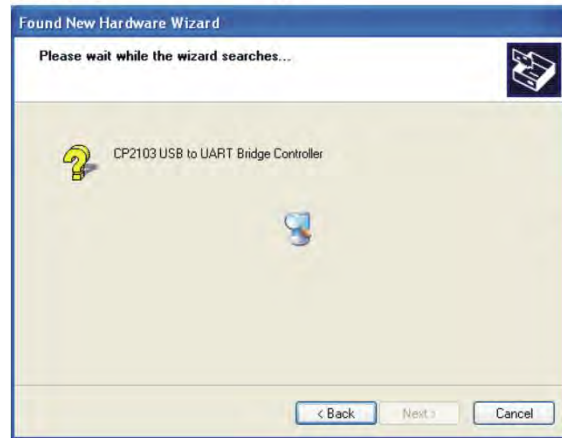 Found New Hardware Wizard
Please wait while the wizard searches...
CP2103 USB to UART Bridge Controller
< Back
Next >
Cancel